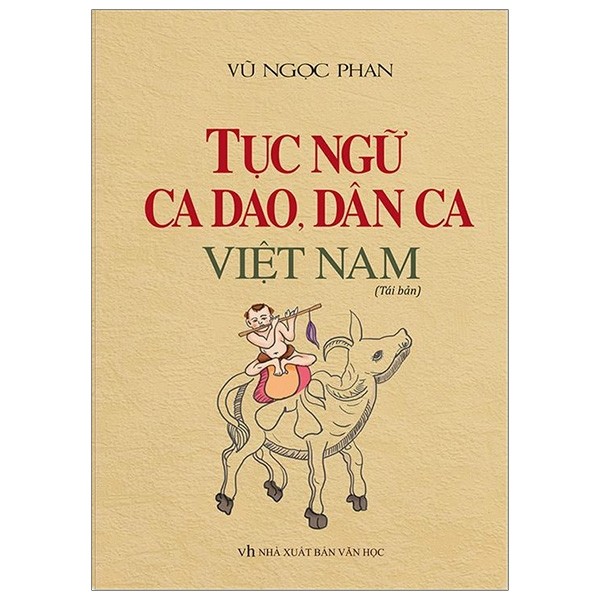 VŨ NGỌC PHAN
TỤC NGỮ
CA DAO, DÂN CA
VIỆT NAM
(Tái bản)
vh NHÀ XUẤT BẢN VĂN HỌC